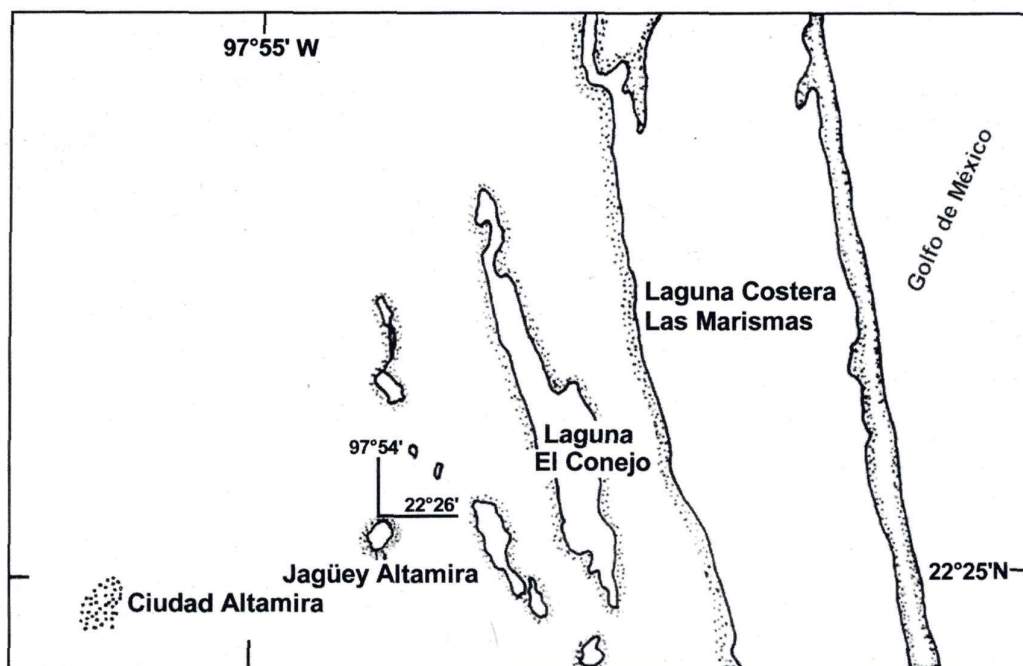 97°55' W
Golfo de México
Laguna Costera
Las Marismas
Laguna
El Conejo
97°54'
22°26'
Jagüey Altamira
22°25'N
Ciudad Altamira